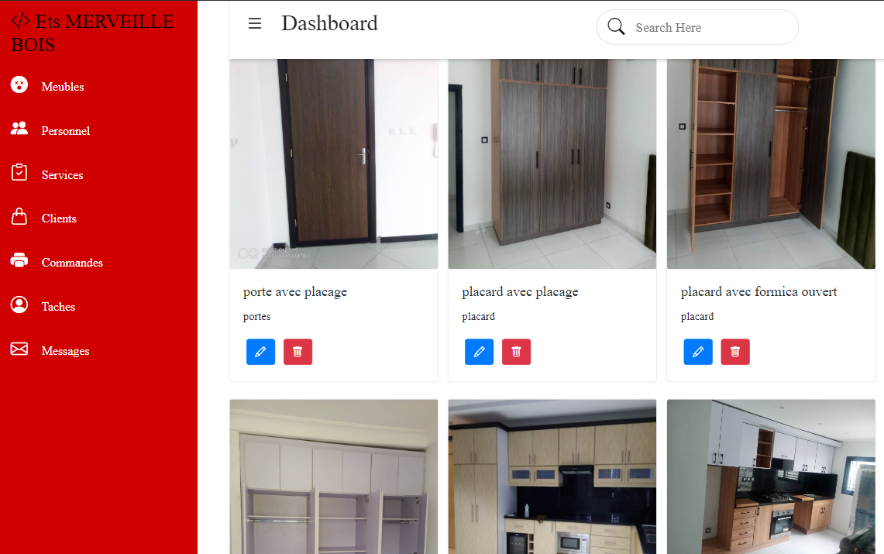 </> Ets MERVEILLE
BOIS
Meubles
Personnel
Services
Clients
Commandes
Taches
Messages
Dashboard
Search Here
porte avec placage
portes
placard avec placage
placard
placard avec formica ouvert
placard